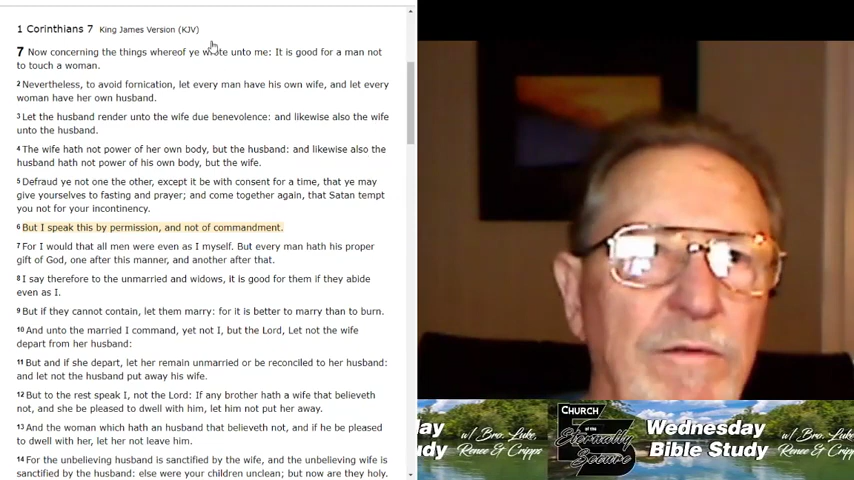 1 Corinthians 7 King James Version (KJV)
7 Now concerning the things whereof ye wrote unto me: It is good for a man not
to touch a woman.
2 Nevertheless, to avoid fornication, let every man have his own wife, and let every
woman have her own husband.
3 Let the husband render unto the wife due benevolence: and likewise also the wife
unto the husband.
4 The wife hath not power of her own body, but the husband: and likewise also the
husband hath not power of his own body, but the wife.
5 Defraud ye not one the other, except it be with consent for a time, that ye may
give yourselves to fasting and prayer; and come together again, that Satan tempt
you not for your incontinency.
6 But I speak this by permission, and not of commandment.
7 For I would that all men were even as I myself. But every man hath his proper
gift of God, one after this manner, and another after that.
8 I say therefore to the unmarried and widows, it is good for them if they abide
even as I.
9 But if they cannot contain, let them marry: for it is better to marry than to burn.
10 And unto the married I command, yet not I, but the Lord, Let not the wife
depart from her husband:
11 But and if she depart, let her remain unmarried or be reconciled to her husband:
and let not the husband put away his wife.
12 But to the rest speak I, not the Lord: If any brother hath a wife that believeth
not, and she be pleased to dwell with him, let him not put her away.
13 And the woman which hath an husband that believeth not, and if he be pleased
to dwell with her, let her not leave him.
14 For the unbelieving husband is sanctified by the wife, and the unbelieving wife is
sanctified by the husband: else were your children unclean; but now are they holy.
day
udy
w/ Bro. Luke,
Renee & Cripps
CHURCH
of the
Eternally
Secure
Wednesday
Bible Study
w/ Bro. Luke,
Renee & Cripps